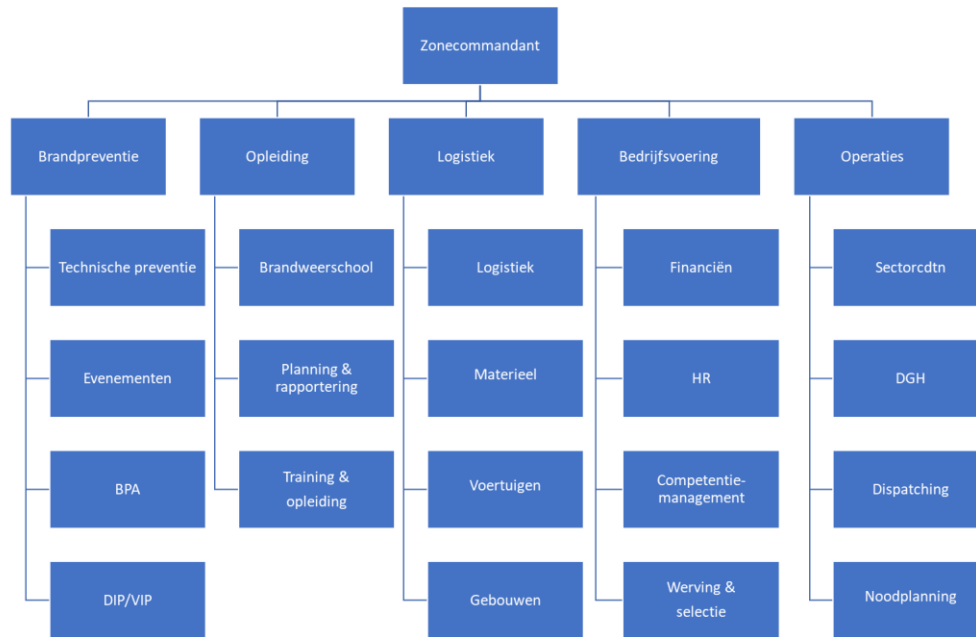 Zonecommandant
Brandpreventie
Opleiding
Logistiek
Bedrijfsvoering
Operaties
Technische preventie
Brandweerschool
Logistiek
Financiën
Sectorcdtn
Evenementen
Planning &
rapportering
Materieel
HR
DGH
BPA
Training &
opleiding
Voertuigen
Competentie-
management
Dispatching
DIP/VIP
Gebouwen
Werving &
selectie
Noodplanning